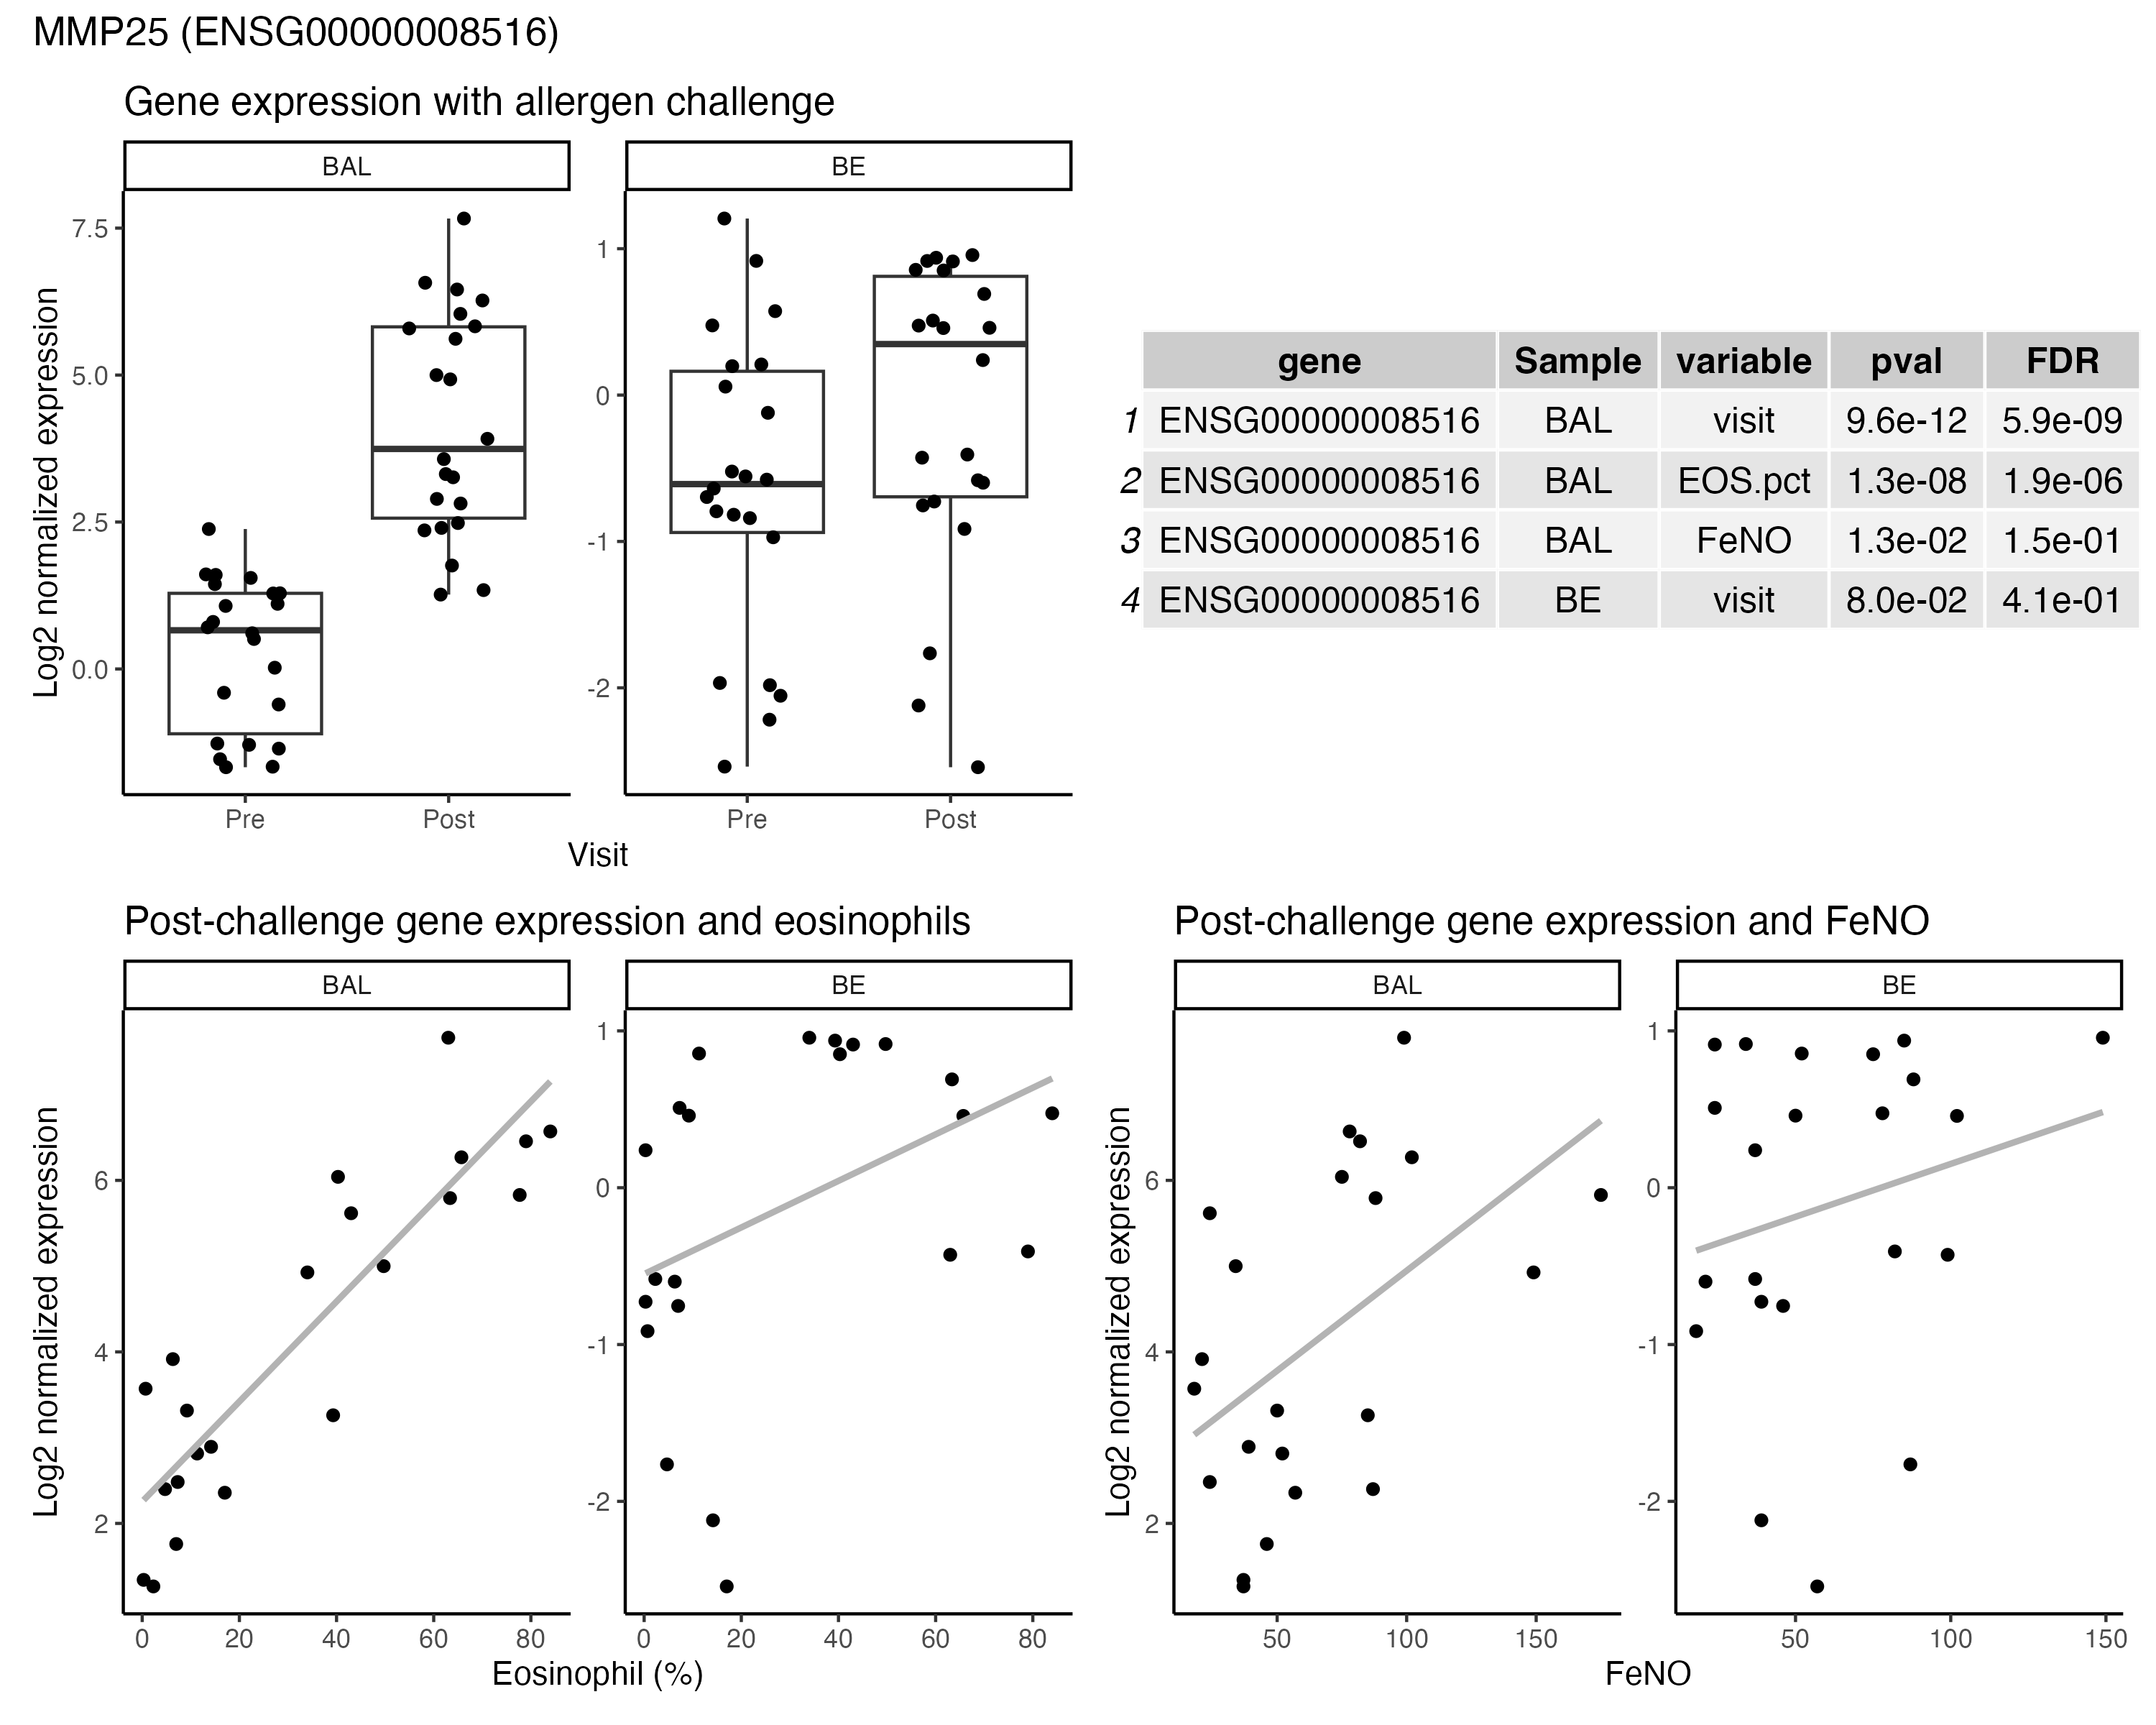 MMP25 (ENSG00000008516)
Gene expression with allergen challenge
BAL
BE
Log2 normalized expression
7.5
5.0
2.5
0.0
1
0
-1
-2
Pre
Post
Pre
Post
Visit
gene Sample variable pval FDR
1 ENSG00000008516 BAL visit 9.6e-12 5.9e-09
2 ENSG00000008516 BAL EOS.pct 1.3e-08 1.9e-06
3 ENSG00000008516 BAL FeNO 1.3e-02 1.5e-01
4 ENSG00000008516 BE visit 8.0e-02 4.1e-01
Post-challenge gene expression and eosinophils
BAL
BE
Log2 normalized expression
6
4
2
1
0
-1
-2
0 20 40 60 80
0 20 40 60 80
Eosinophil (%)
Post-challenge gene expression and FeNO
BAL
BE
Log2 normalized expression
6
4
2
1
0
-1
-2
50 100 150
50 100 150
FeNO